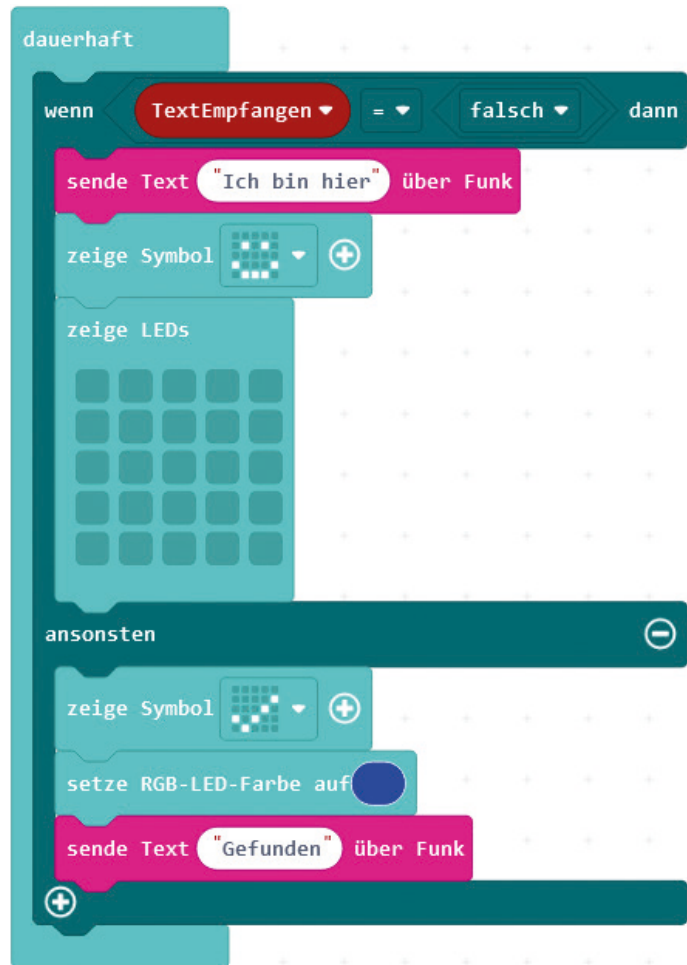 dauerhaft
wenn TextEmpfangen = falsch dann
sende Text "Ich bin hier" über Funk
zeige Symbol
zeige LEDs
ansonsten
zeige Symbol
setze RGB-LED-Farbe auf
sende Text "Gefunden" über Funk